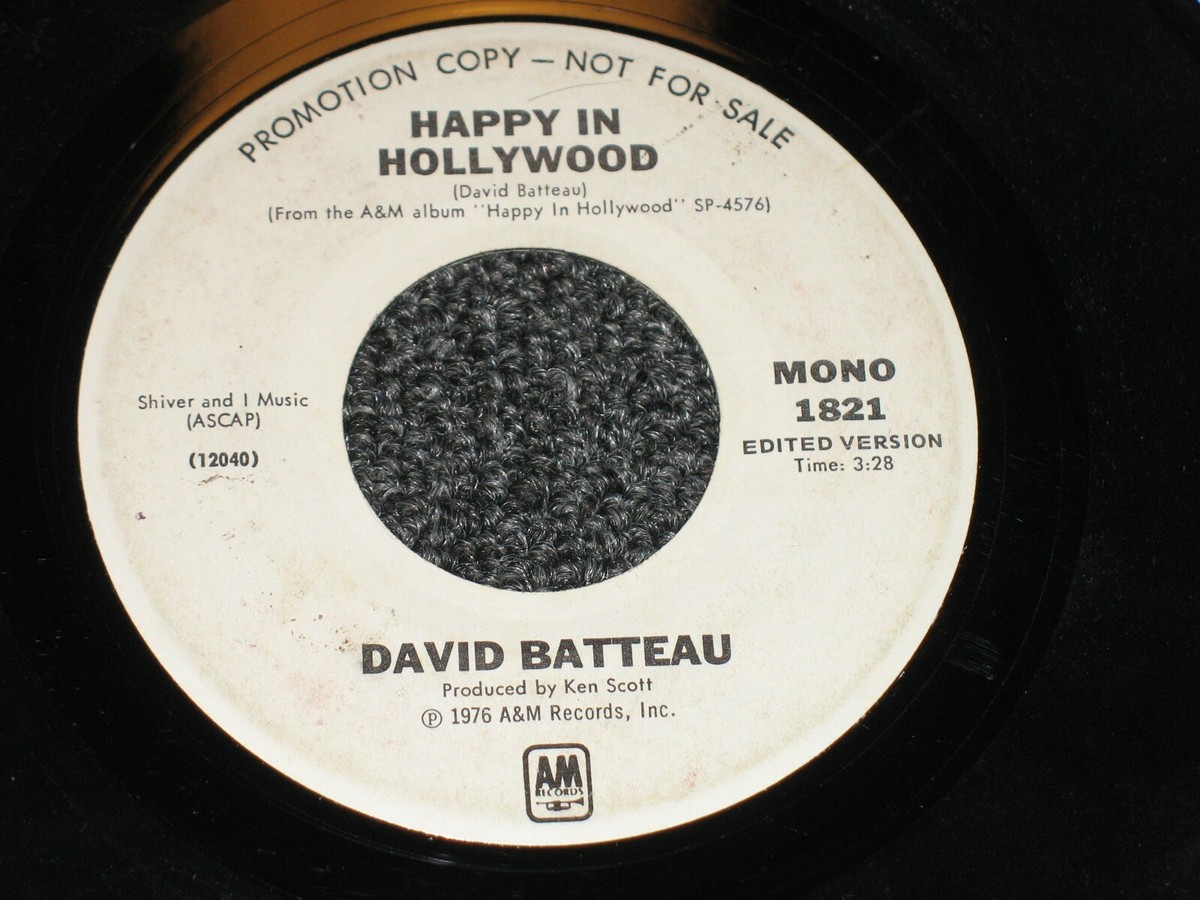 PROMOTION COPY — NOT FOR SALE
HAPPY IN
HOLLYWOOD
(David Batteau)
(From the A&M album "Happy In Hollywood" SP-4576)
Shiver and I Music
(ASCAP)
(12040)
MONO
1821
EDITED VERSION
Time: 3:28
DAVID BATTEAU
Produced by Ken Scott
℗ 1976 A&M Records, Inc.
AM
RECORDS